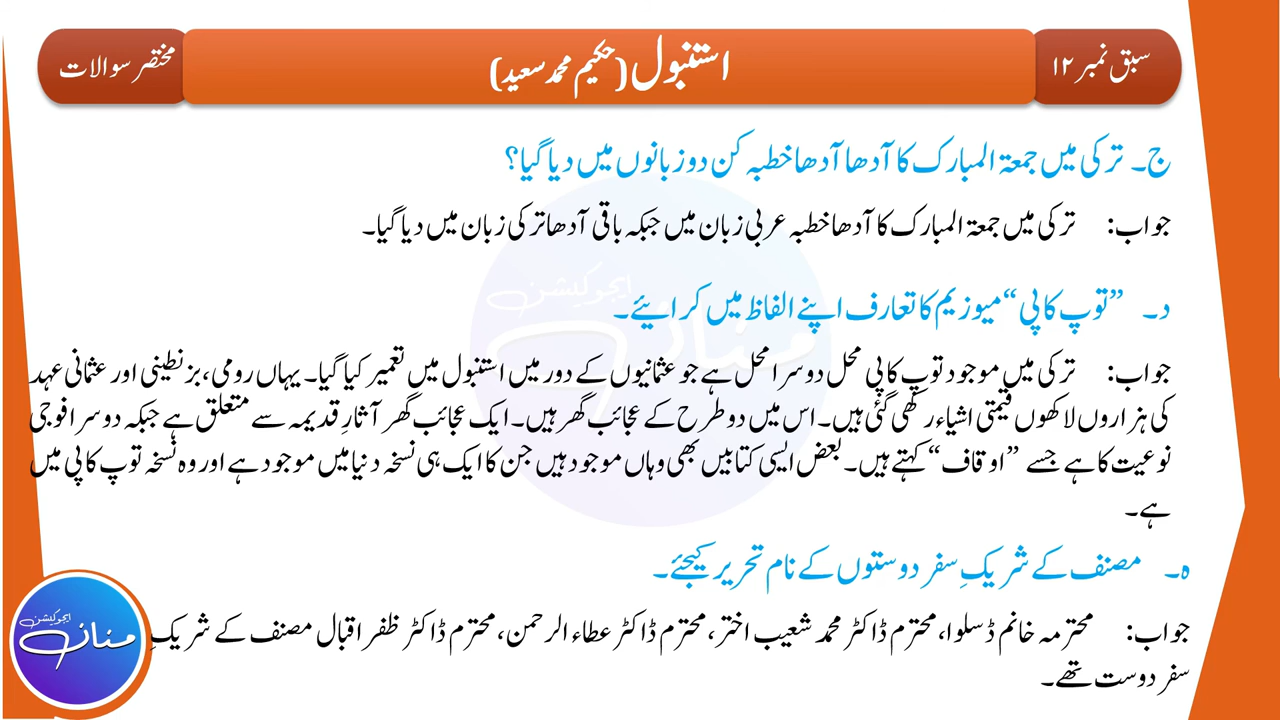 سبق نمبر ۱۲
استنبول (حکیم محمد سعید)
مختصر سوالات
ج۔ ترکی میں جمعۃ المبارک کا آدھا آدھا خطبہ کن دو زبانوں میں دیا گیا؟
جواب: ترکی میں جمعۃ المبارک کا آدھا خطبہ عربی زبان میں جبکہ باقی آدھا ترکی زبان میں دیا گیا۔
د۔ ”توپ کاپی“ میوزیم کا تعارف اپنے الفاظ میں کرائیے۔
جواب: ترکی میں موجود توپ کاپی محل دوسرا محل ہے جو عثمانیوں کے دور میں استنبول میں تعمیر کیا گیا۔ یہاں رومی، بزنطینی اور عثمانی عہد
کی ہزاروں لاکھوں قیمتی اشیاء رکھی گئی ہیں۔ اس میں دو طرح کے عجائب گھر ہیں۔ ایک عجائب گھر آثارِ قدیمہ سے متعلق ہے جبکہ دوسرا فوجی
نوعیت کا ہے جسے ”اوقاف“ کہتے ہیں۔ بعض ایسی کتابیں بھی وہاں موجود ہیں جن کا ایک ہی نسخہ دنیا میں موجود ہے اور وہ نسخہ توپ کاپی میں
ہے۔
ہ۔ مصنف کے شریکِ سفر دوستوں کے نام تحریر کیجئے۔
جواب: محترمہ خانم ڈسلوا، محترم ڈاکٹر محمد شعیب اختر، محترم ڈاکٹر عطاء الرحمن، محترم ڈاکٹر ظفر اقبال مصنف کے شریکِ
سفر دوست تھے۔
ایجوکیشن
منان
ایجوکیشن
منان